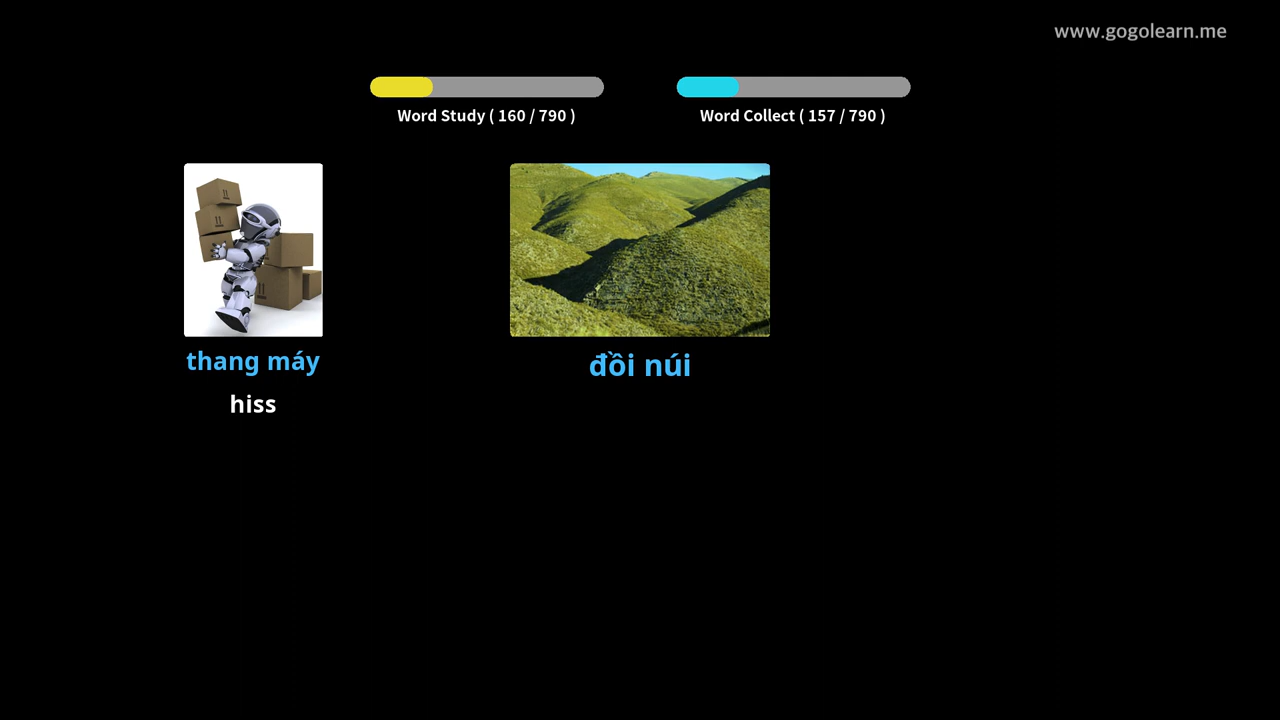 www.gogolearn.me
Word Study ( 160 / 790 )
Word Collect ( 157 / 790 )
thang máy
hiss
đồi núi